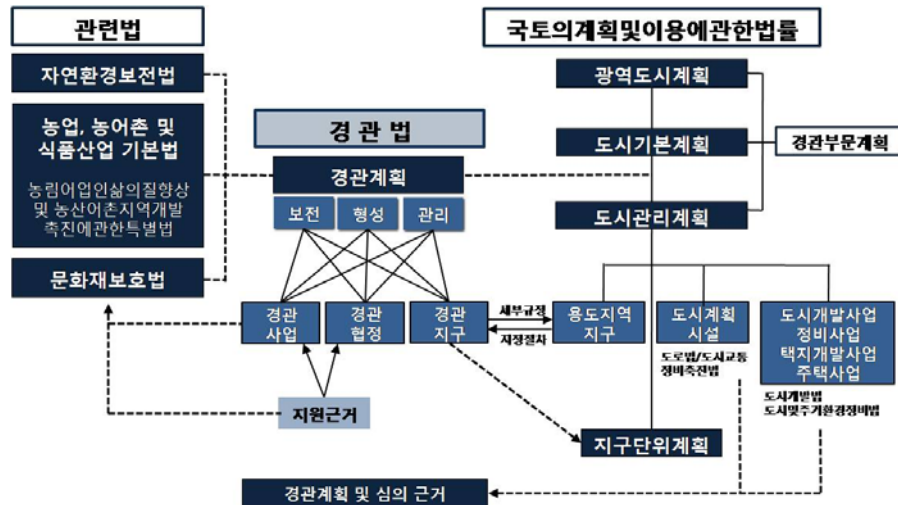 관련법
국토의계획및이용에관한법률
자연환경보전법
광역도시계획
농업, 농어촌 및
식품산업 기본법
농림어업인삶의질향상
및 농산어촌지역개발
촉진에관한특별법
경 관 법
도시기본계획
경관부문계획
경관계획
보전
형성
관리
도시관리계획
문화재보호법
경관
사업
경관
협정
경관
지구
세부규정
지정절차
용도지역
지구
도시계획
시설
도시개발사업
정비사업
택지개발사업
주택사업
도로법/도시교통
정비촉진법
도시개발법
도시및주거환경정비법
지원근거
지구단위계획
경관계획 및 심의 근거